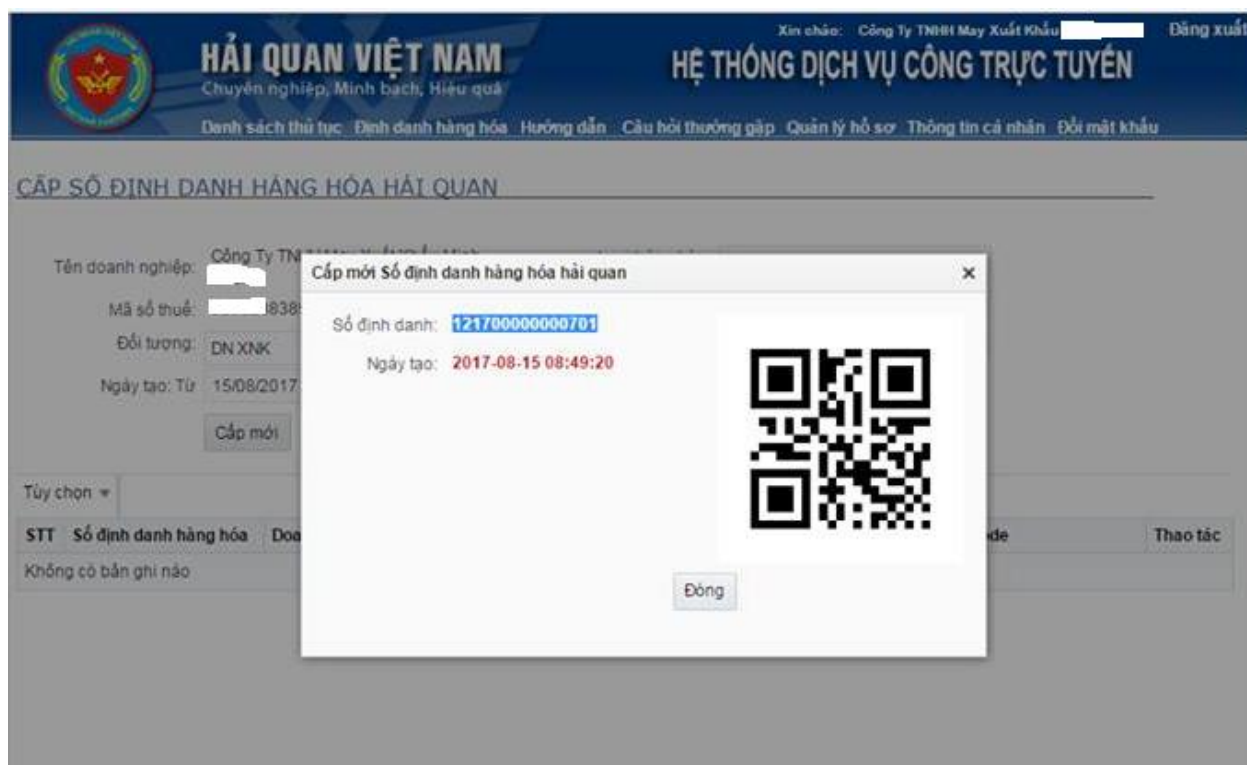 Xin chào: Công Ty TNHH May Xuất Khẩu
Đăng xuất
HẢI QUAN VIỆT NAM
Chuyên nghiệp, Minh bạch, Hiệu quả
HỆ THỐNG DỊCH VỤ CÔNG TRỰC TUYẾN
Danh sách thủ tục Định danh hàng hóa Hướng dẫn Câu hỏi thường gặp Quản lý hồ sơ Thông tin cá nhân Đổi mật khẩu
CẤP SỐ ĐỊNH DANH HÀNG HÓA HẢI QUAN
Tên doanh nghiệp: Công Ty
Mã số thuế: 838
Đối tượng: DN XNK
Ngày tạo: Từ 15/08/2017
Cấp mới
Cấp mới Số định danh hàng hóa hải quan ×
Số định danh: 121700000000701
Ngày tạo: 2017-08-15 08:49:20
Đóng
Tùy chọn
STT Số định danh hàng hóa Doa de Thao tác
Không có bản ghi nào